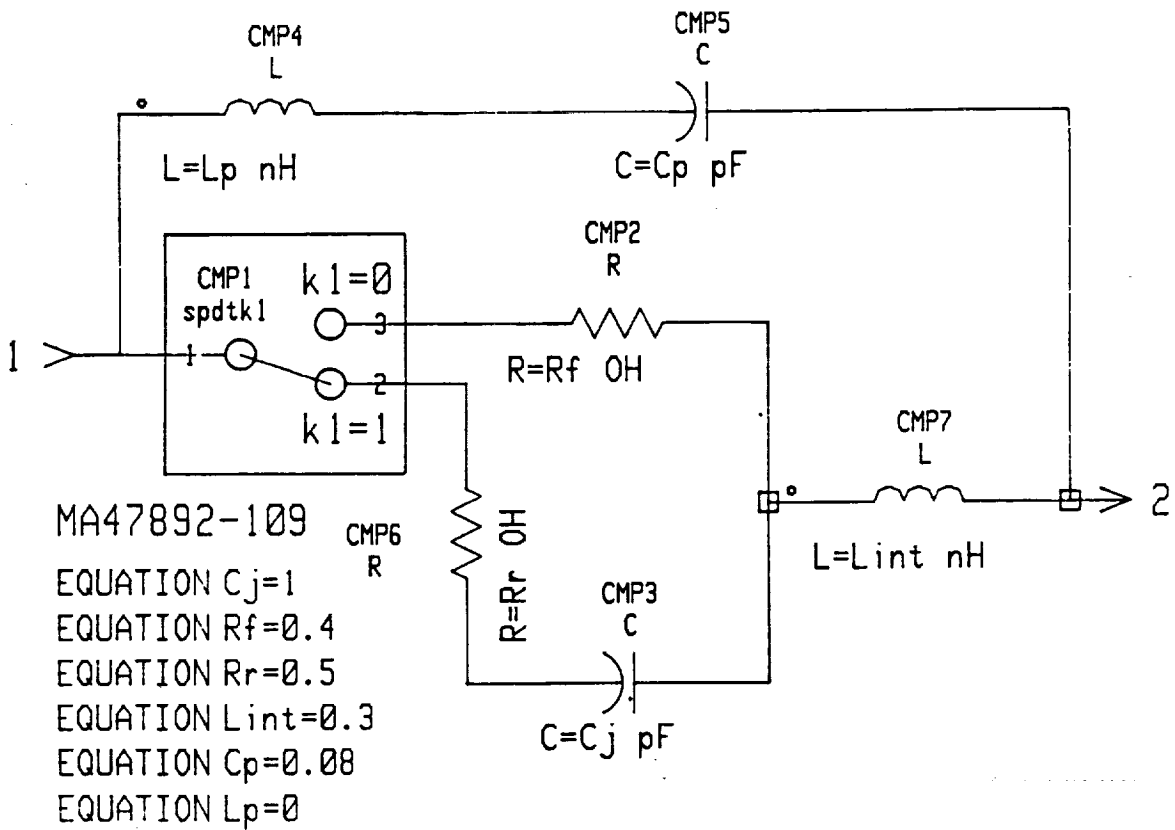 CMP4
L
L=Lp nH
CMP5
C
C=Cp pF
CMP1
spdtk1
k1=0
3
1
1
2
k1=1
CMP2
R
R=Rf OH
CMP7
L
L=Lint nH
2
CMP6
R
R=Rr OH
CMP3
C
C=Cj pF
MA47892-109
EQUATION Cj=1
EQUATION Rf=0.4
EQUATION Rr=0.5
EQUATION Lint=0.3
EQUATION Cp=0.08
EQUATION Lp=0